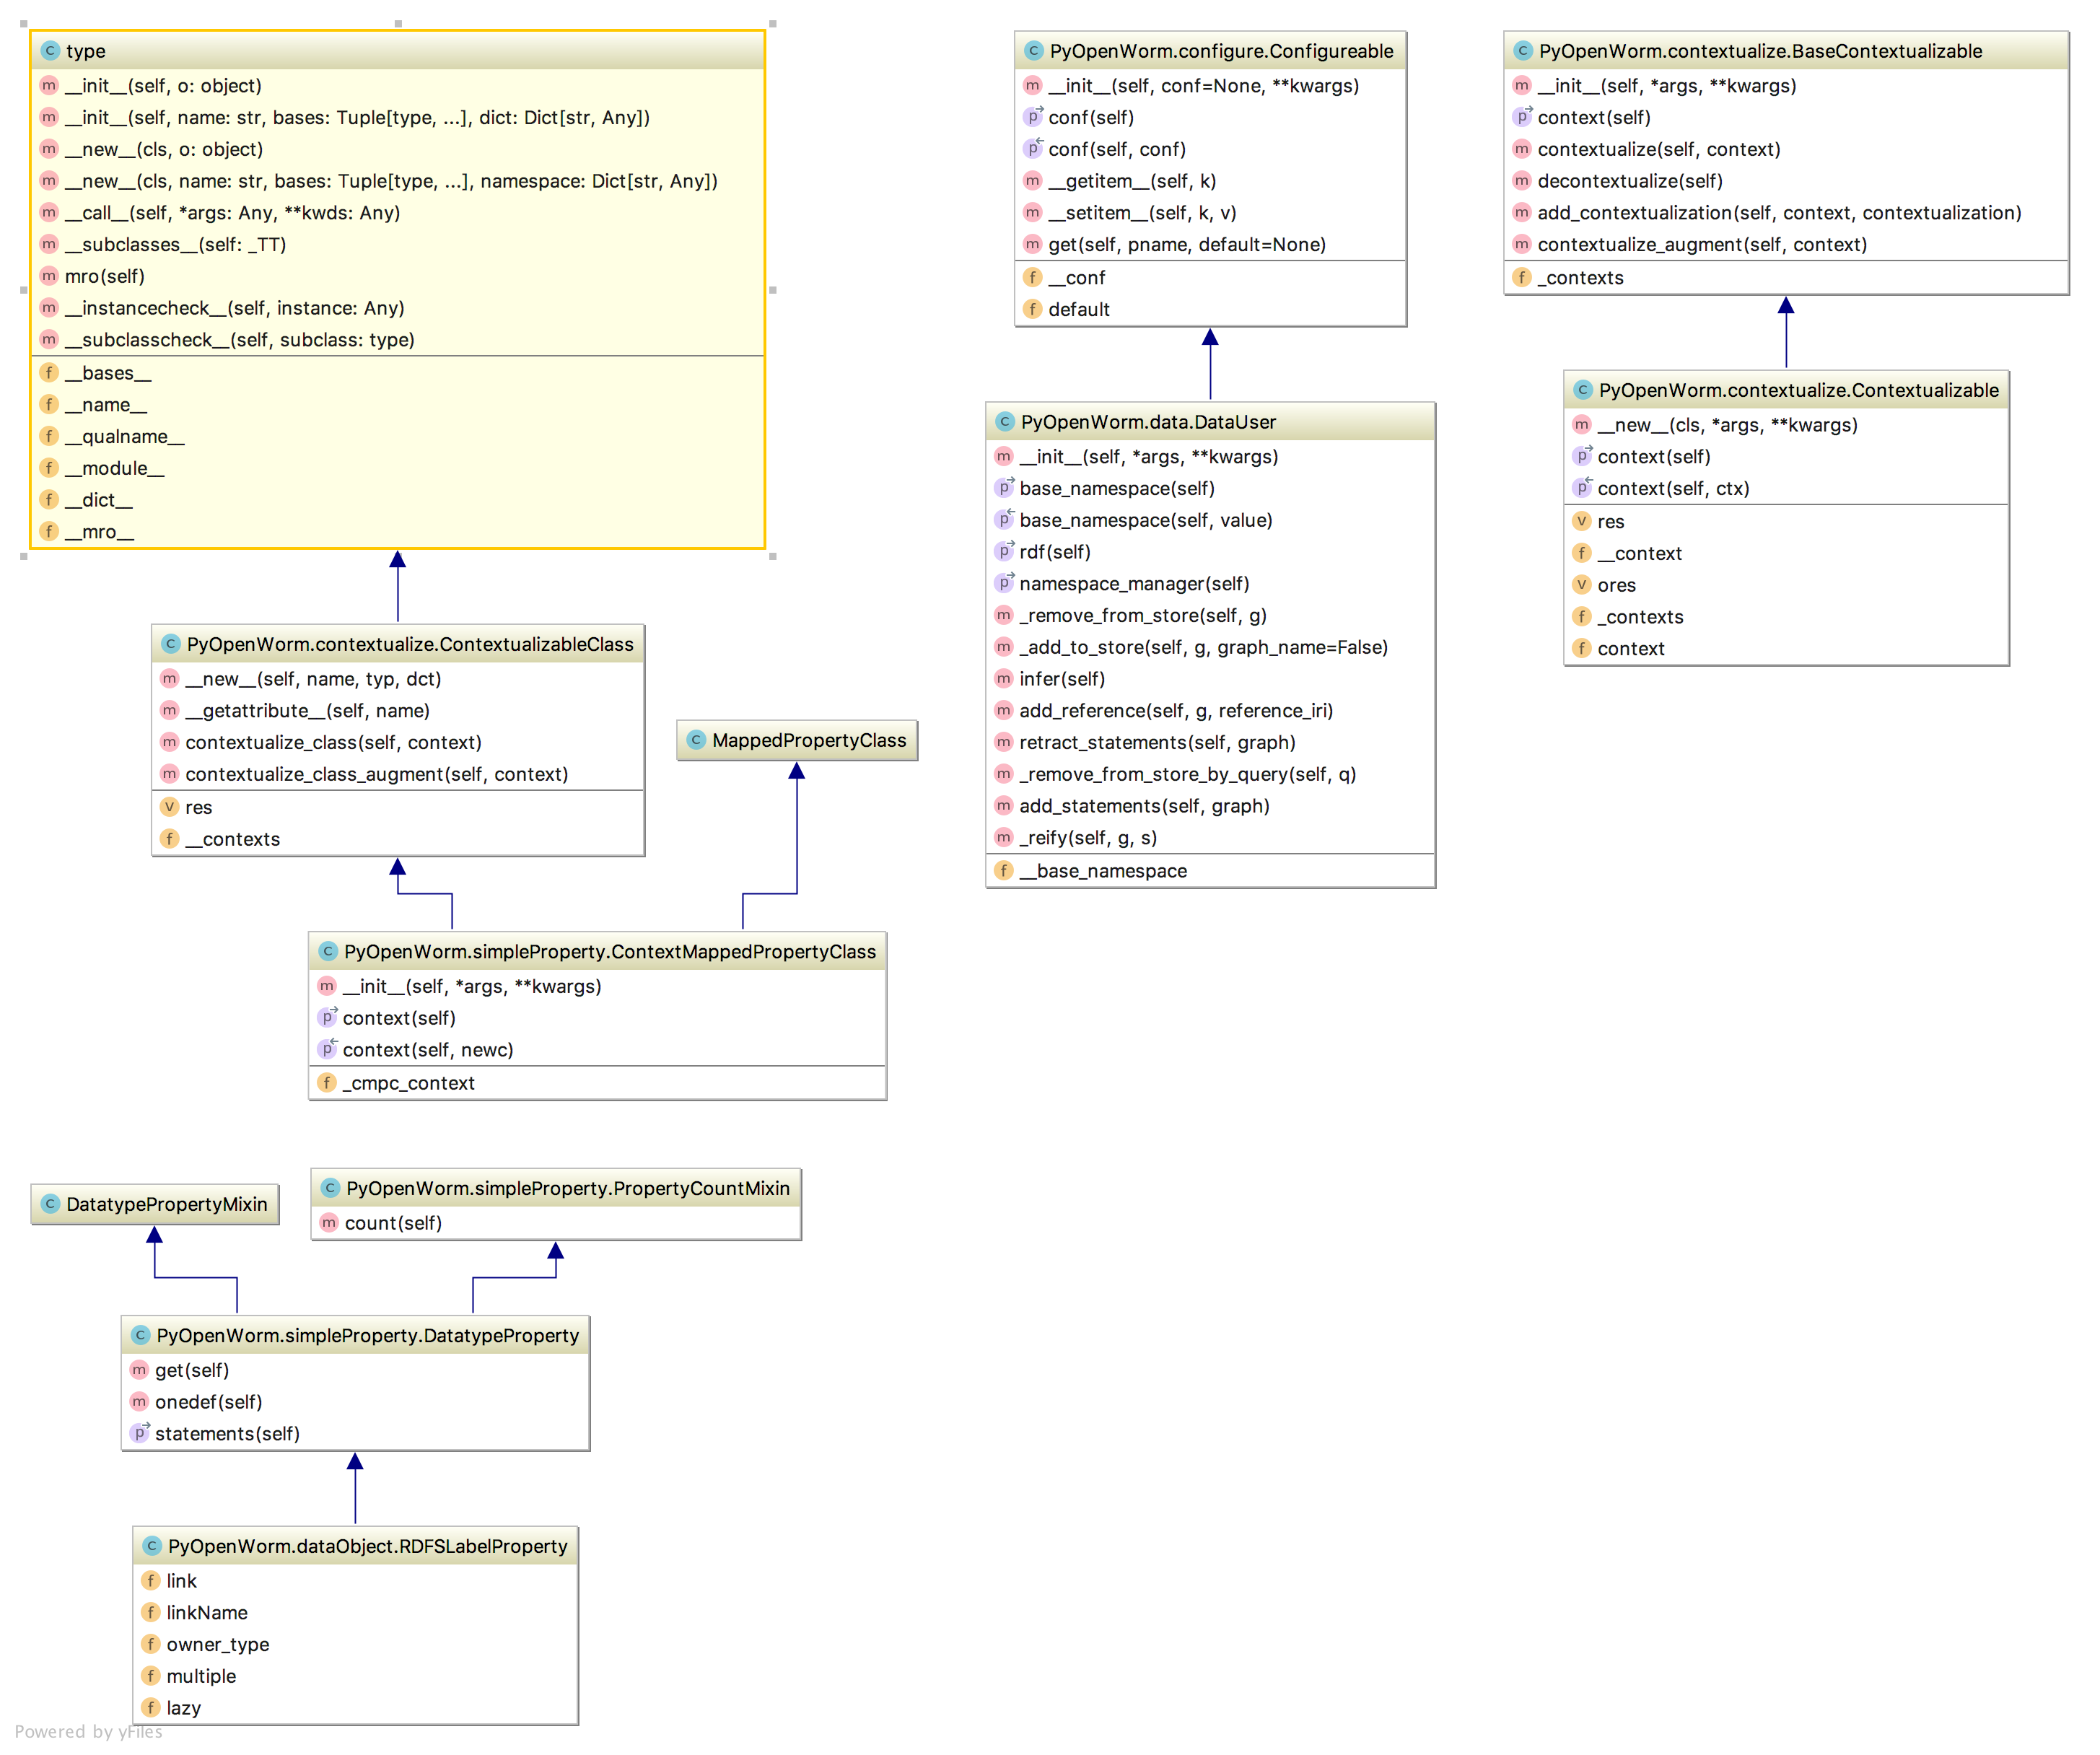 type
__init__(self, o: object)
__init__(self, name: str, bases: Tuple[type, ...], dict: Dict[str, Any])
__new__(cls, o: object)
__new__(cls, name: str, bases: Tuple[type, ...], namespace: Dict[str, Any])
__call__(self, *args: Any, **kwds: Any)
__subclasses__(self: _TT)
mro(self)
__instancecheck__(self, instance: Any)
__subclasscheck__(self, subclass: type)
__bases__
__name__
__qualname__
__module__
__dict__
__mro__
PyOpenWorm.contextualize.ContextualizableClass
__new__(self, name, typ, dct)
__getattribute__(self, name)
contextualize_class(self, context)
contextualize_class_augment(self, context)
res
__contexts
MappedPropertyClass
PyOpenWorm.simpleProperty.ContextMappedPropertyClass
__init__(self, *args, **kwargs)
context(self)
context(self, newc)
_cmpc_context
PyOpenWorm.configure.Configureable
__init__(self, conf=None, **kwargs)
conf(self)
conf(self, conf)
__getitem__(self, k)
__setitem__(self, k, v)
get(self, pname, default=None)
__conf
default
PyOpenWorm.data.DataUser
__init__(self, *args, **kwargs)
base_namespace(self)
base_namespace(self, value)
rdf(self)
namespace_manager(self)
_remove_from_store(self, g)
_add_to_store(self, g, graph_name=False)
infer(self)
add_reference(self, g, reference_iri)
retract_statements(self, graph)
_remove_from_store_by_query(self, q)
add_statements(self, graph)
_reify(self, g, s)
__base_namespace
PyOpenWorm.contextualize.BaseContextualizable
__init__(self, *args, **kwargs)
context(self)
contextualize(self, context)
decontextualize(self)
add_contextualization(self, context, contextualization)
contextualize_augment(self, context)
_contexts
PyOpenWorm.contextualize.Contextualizable
__new__(cls, *args, **kwargs)
context(self)
context(self, ctx)
res
__context
ores
_contexts
context
DatatypePropertyMixin
PyOpenWorm.simpleProperty.PropertyCountMixin
count(self)
PyOpenWorm.simpleProperty.DatatypeProperty
get(self)
onedef(self)
statements(self)
PyOpenWorm.dataObject.RDFSLabelProperty
link
linkName
owner_type
multiple
lazy
Powered by yFiles